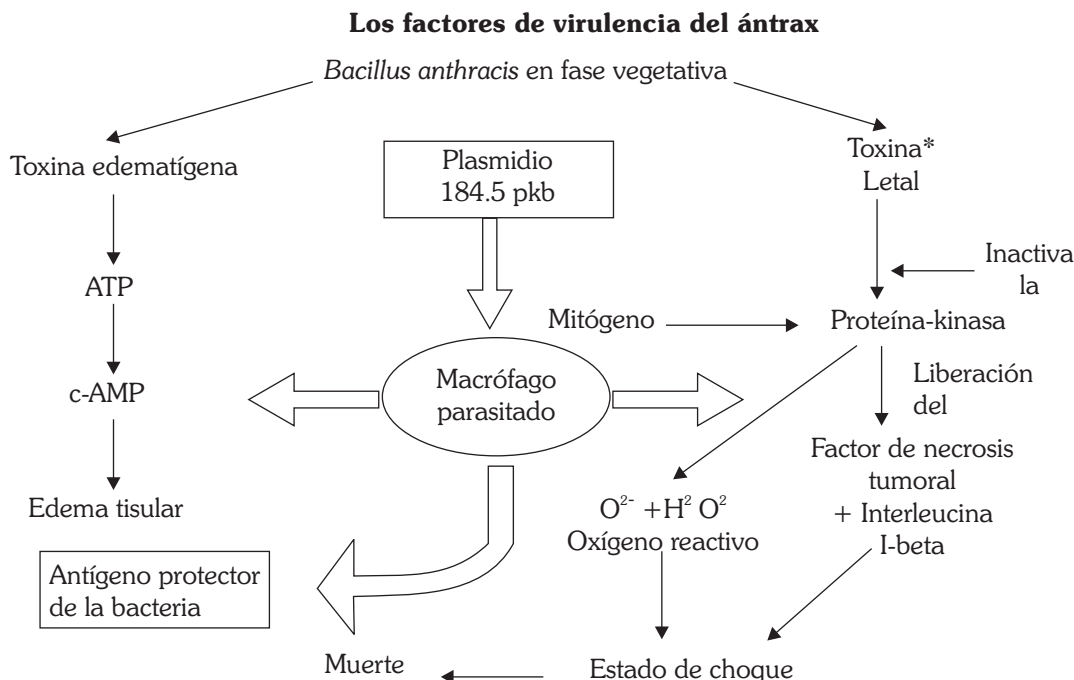 Los factores de virulencia del ántrax
Bacillus anthracis en fase vegetativa
Toxina edematígena
Plasmidio
184.5 pkb
Toxina*
Letal
Inactiva
la
ATP
Mitógeno
Proteína-kinasa
c-AMP
Macrófago
parasitado
Liberación
del
Factor de necrosis
tumoral
+ Interleucina
I-beta
Edema tisular
O²⁻ +H² O²
Oxígeno reactivo
Antígeno protector
de la bacteria
Muerte
Estado de choque